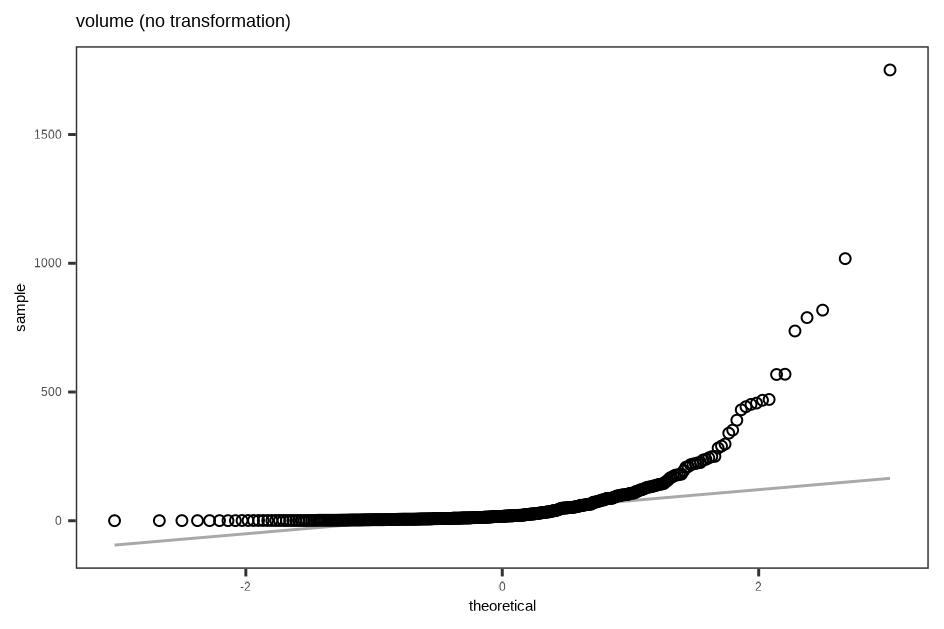 volume (no transformation)
1500
1000
500
0
sample
-2
0
2
theoretical